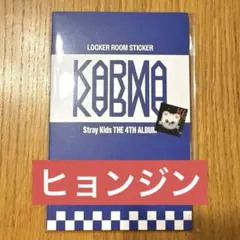 LOCKER ROOM STICKER
KARMA
Stray Kids THE 4TH ALBUM
ヒョンジン